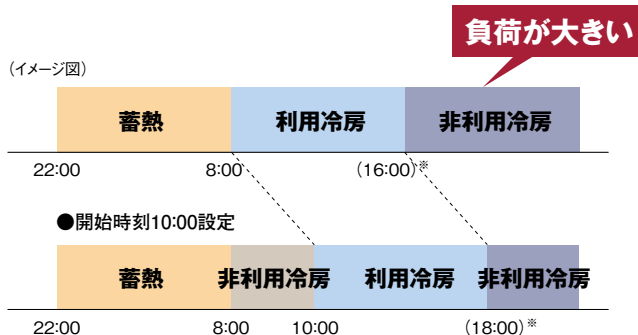 負荷が大きい
（イメージ図）
蓄熱 利用冷房 非利用冷房
22:00 8:00 （16:00）※
●開始時刻10:00設定
蓄熱 非利用冷房 利用冷房 非利用冷房
22:00 8:00 10:00 （18:00）※